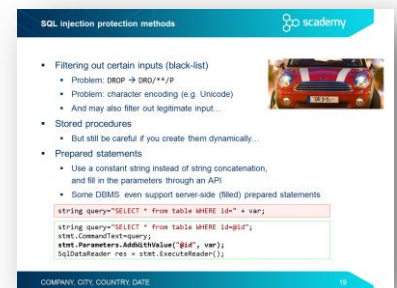 SQL injection protection methods
scademy
Filtering out certain inputs (black-list)
Problem: DROP → DRO/**/P
Problem: character encoding (e.g. Unicode)
And may also filter out legitimate input…
Stored procedures
But still be careful if you create them dynamically…
Prepared statements
Use a constant string instead of string concatenation,
and fill in the parameters through an API
Some DBMS even support server-side (filled) prepared statements
string query="SELECT * from table WHERE id=" + var;
string query="SELECT * from table WHERE id=@id";
stmt.CommandText=query;
stmt.Parameters.AddWithValue("@id", var);
SqlDataReader res = stmt.ExecuteReader();
COMPANY, CITY, COUNTRY, DATE
19